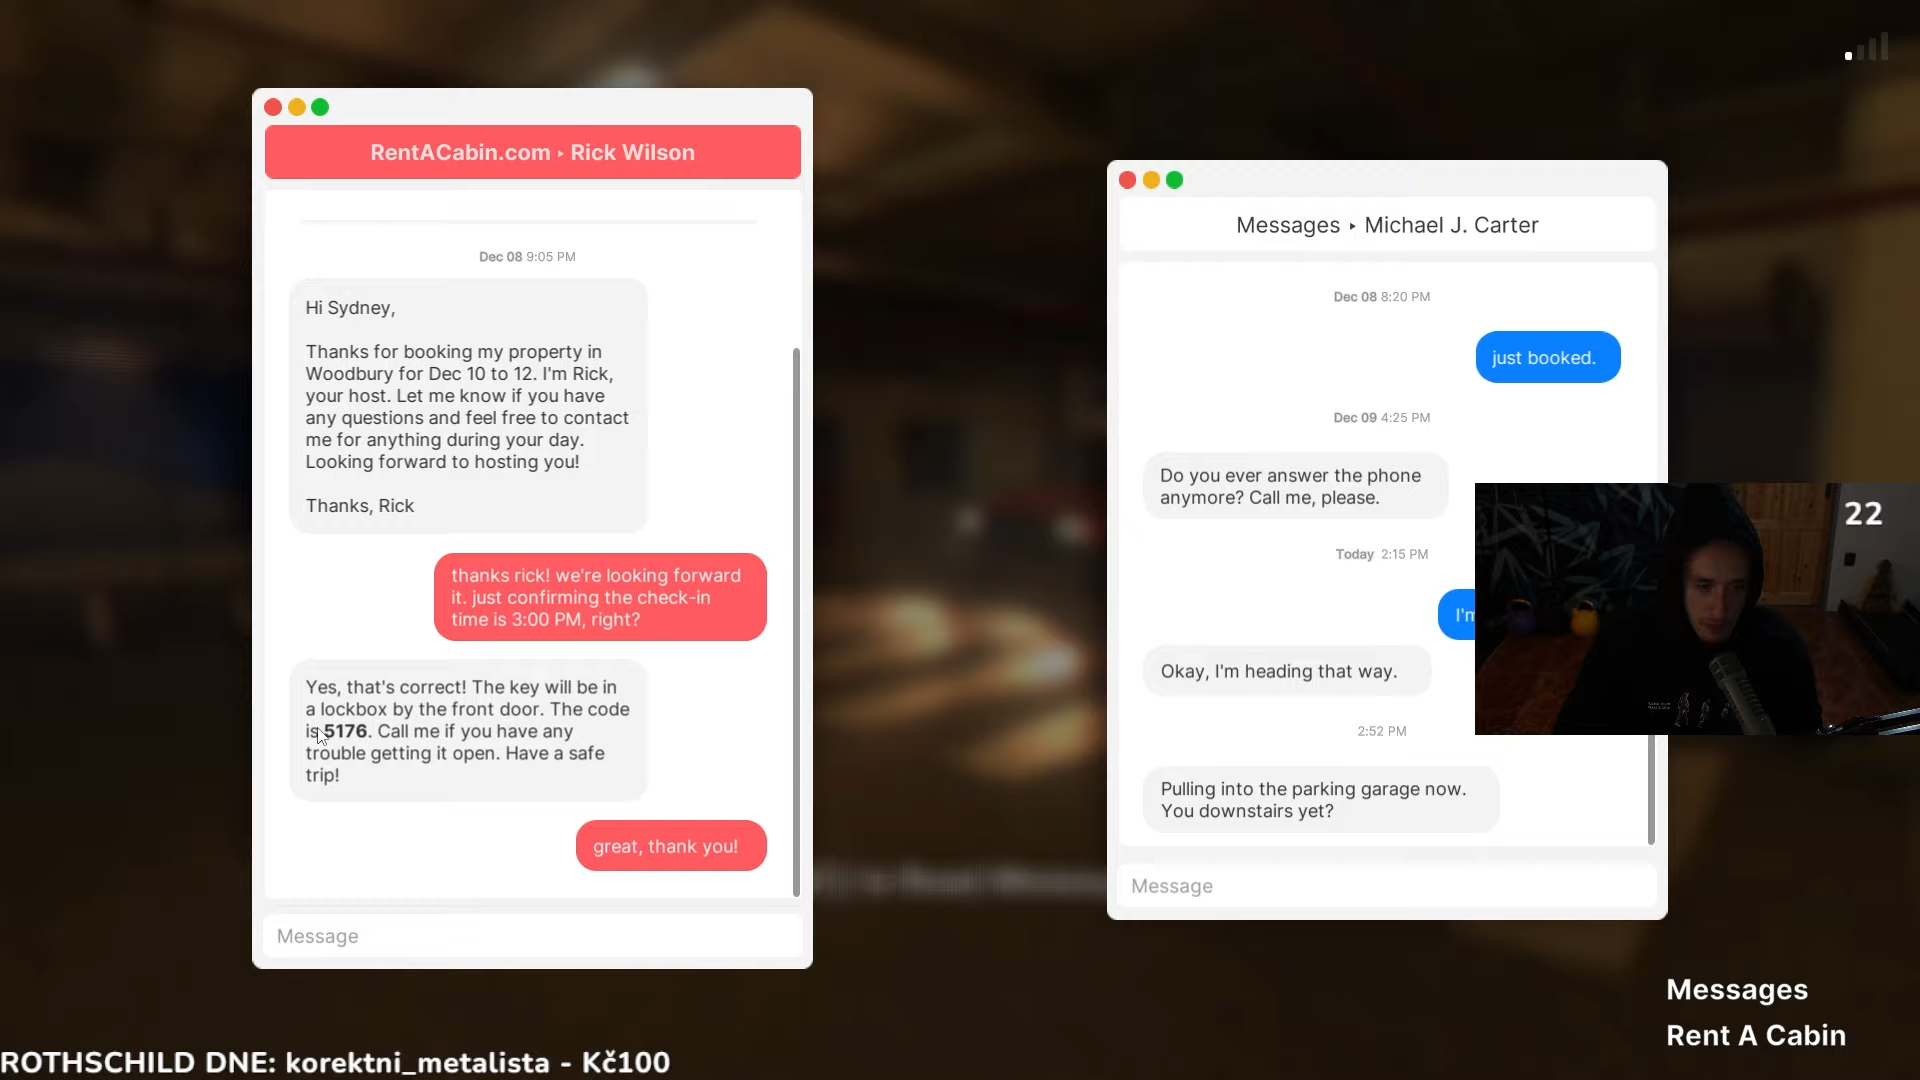 RentACabin.com ▸ Rick Wilson
Dec 08 9:05 PM
Hi Sydney,
Thanks for booking my property in
Woodbury for Dec 10 to 12. I'm Rick,
your host. Let me know if you have
any questions and feel free to contact
me for anything during your day.
Looking forward to hosting you!
Thanks, Rick
thanks rick! we're looking forward
it. just confirming the check-in
time is 3:00 PM, right?
Yes, that's correct! The key will be in
a lockbox by the front door. The code
is 5176. Call me if you have any
trouble getting it open. Have a safe
trip!
great, thank you!
Message
Messages ▸ Michael J. Carter
Dec 08 8:20 PM
just booked.
Dec 09 4:25 PM
Do you ever answer the phone
anymore? Call me, please.
Today 2:15 PM
I'm
Okay, I'm heading that way.
2:52 PM
Pulling into the parking garage now.
You downstairs yet?
Message
22
Messages
Rent A Cabin
ROTHSCHILD DNE: korektni_metalista - Kč100